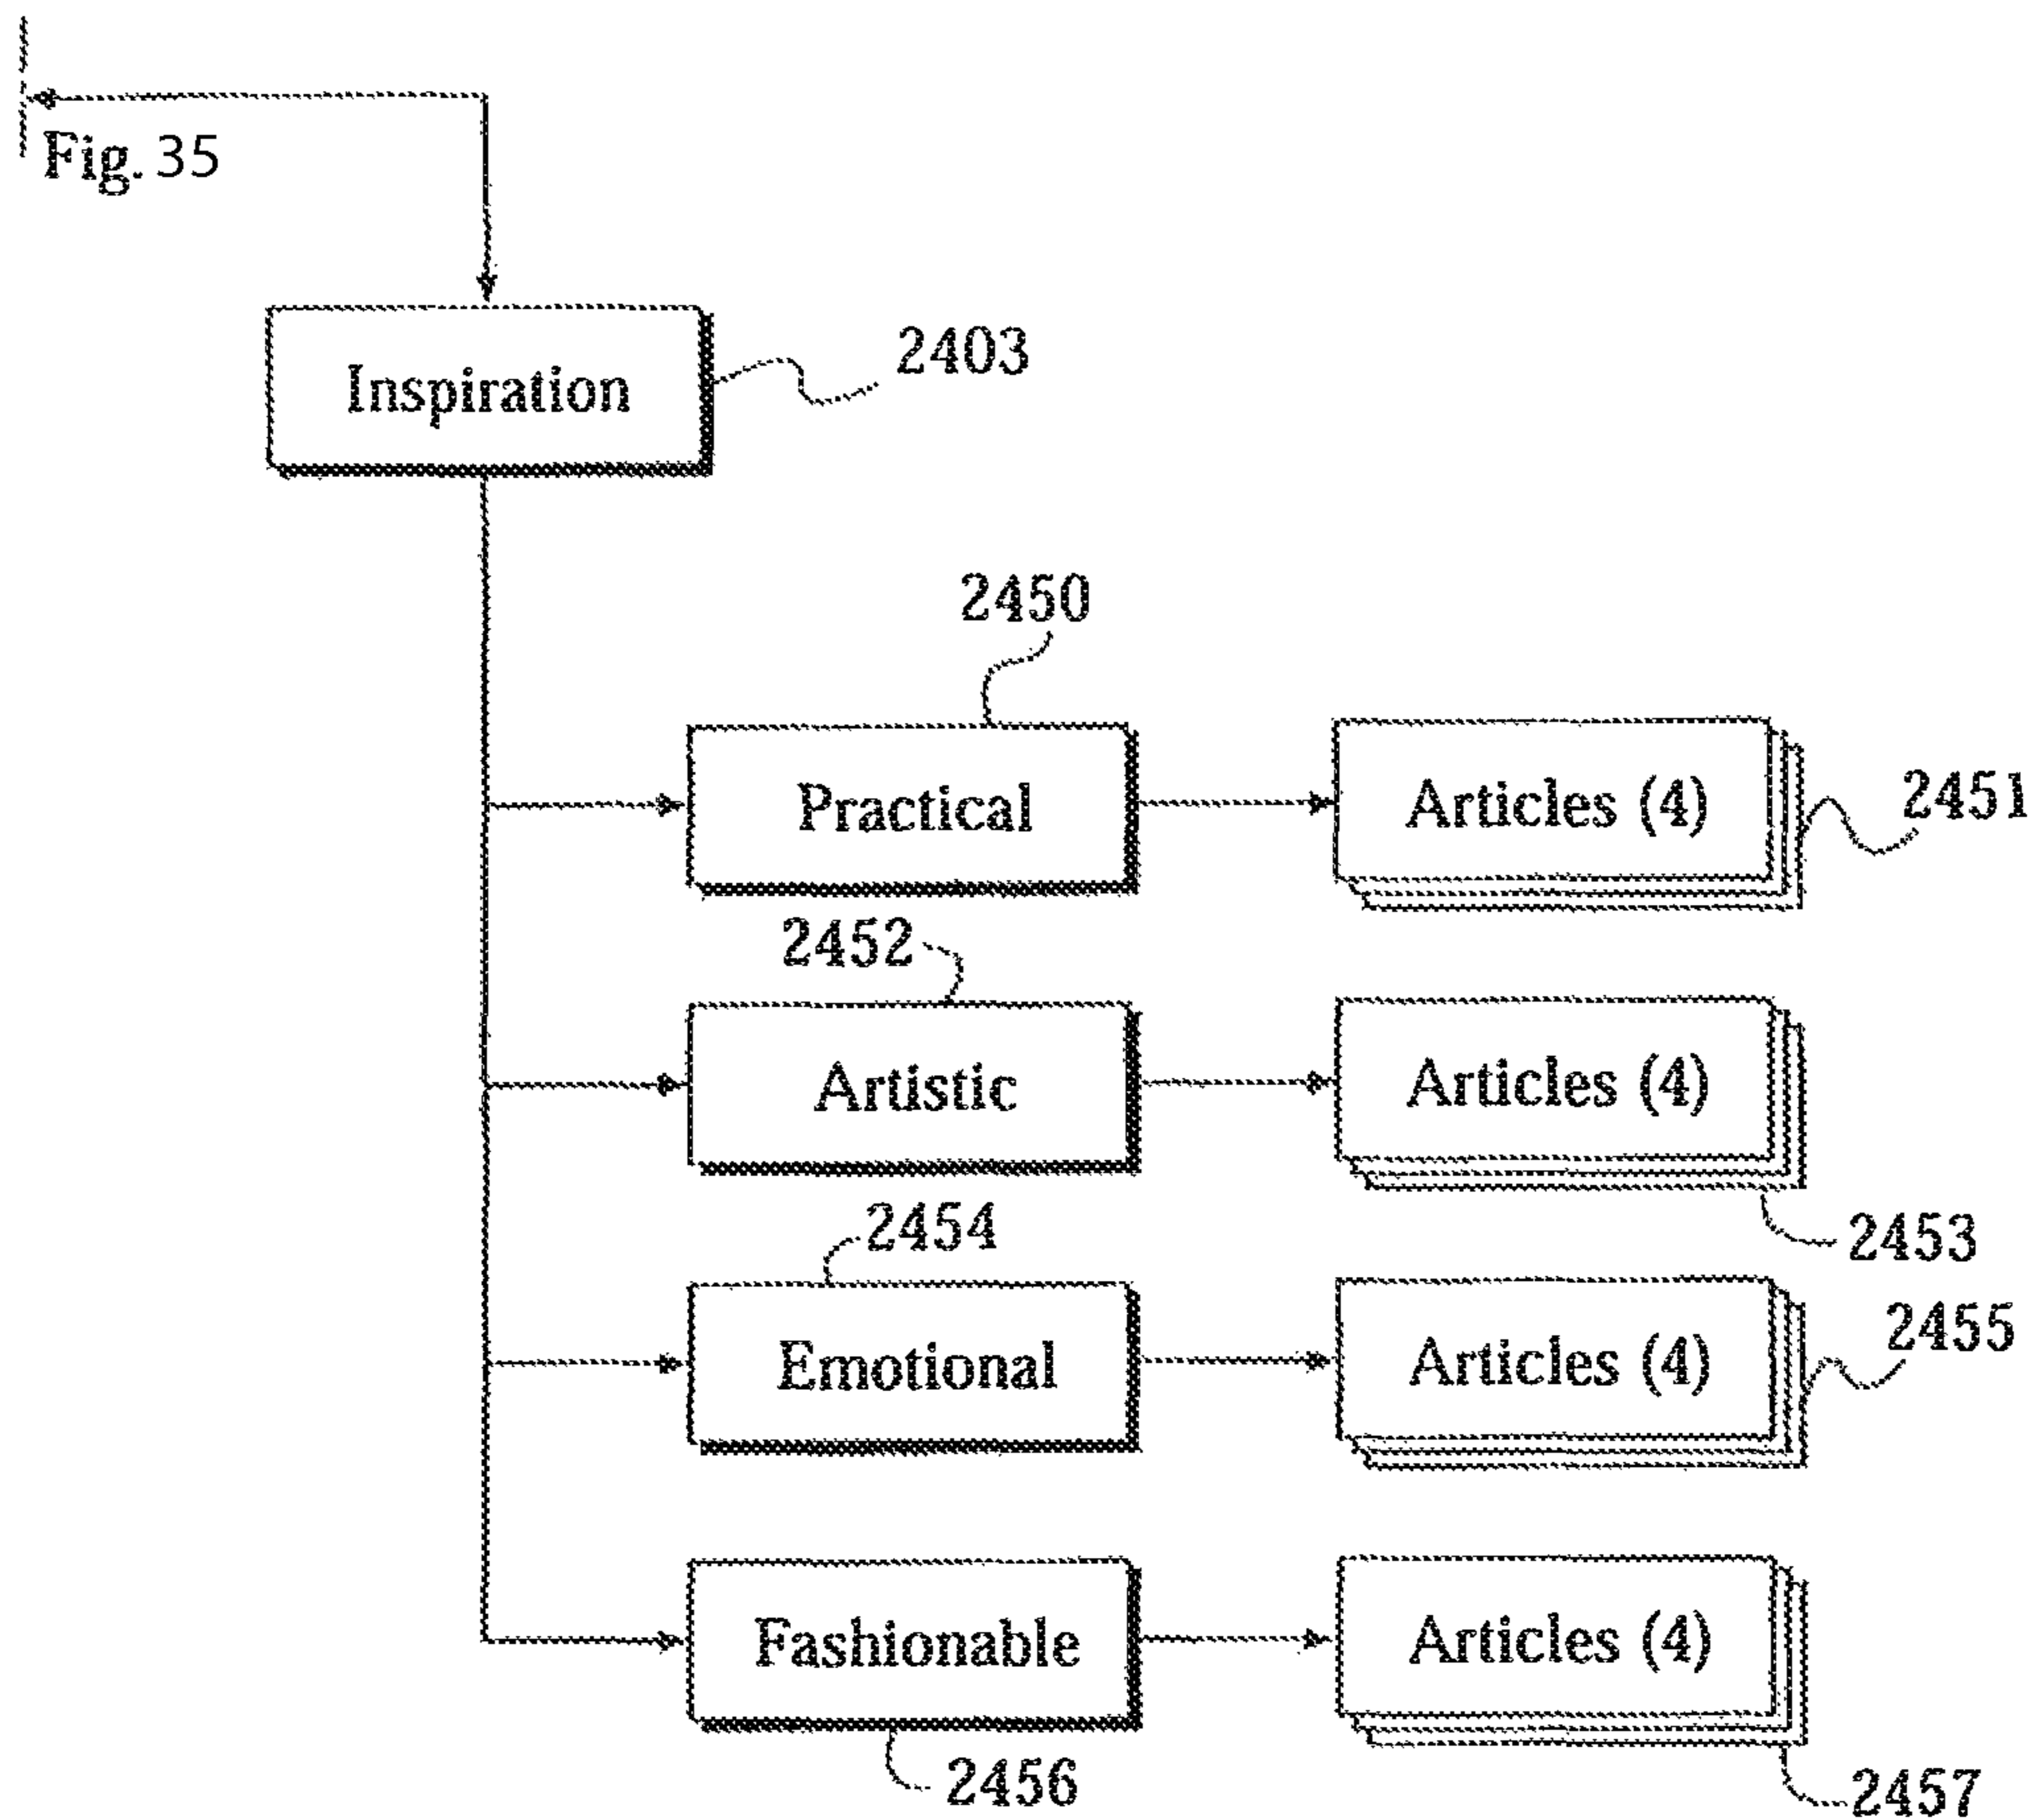 Fig. 35
Inspiration
2403
2450
Practical
Articles (4)
2451
2452
Artistic
Articles (4)
2453
2454
Emotional
Articles (4)
2455
Fashionable
Articles (4)
2456
2457